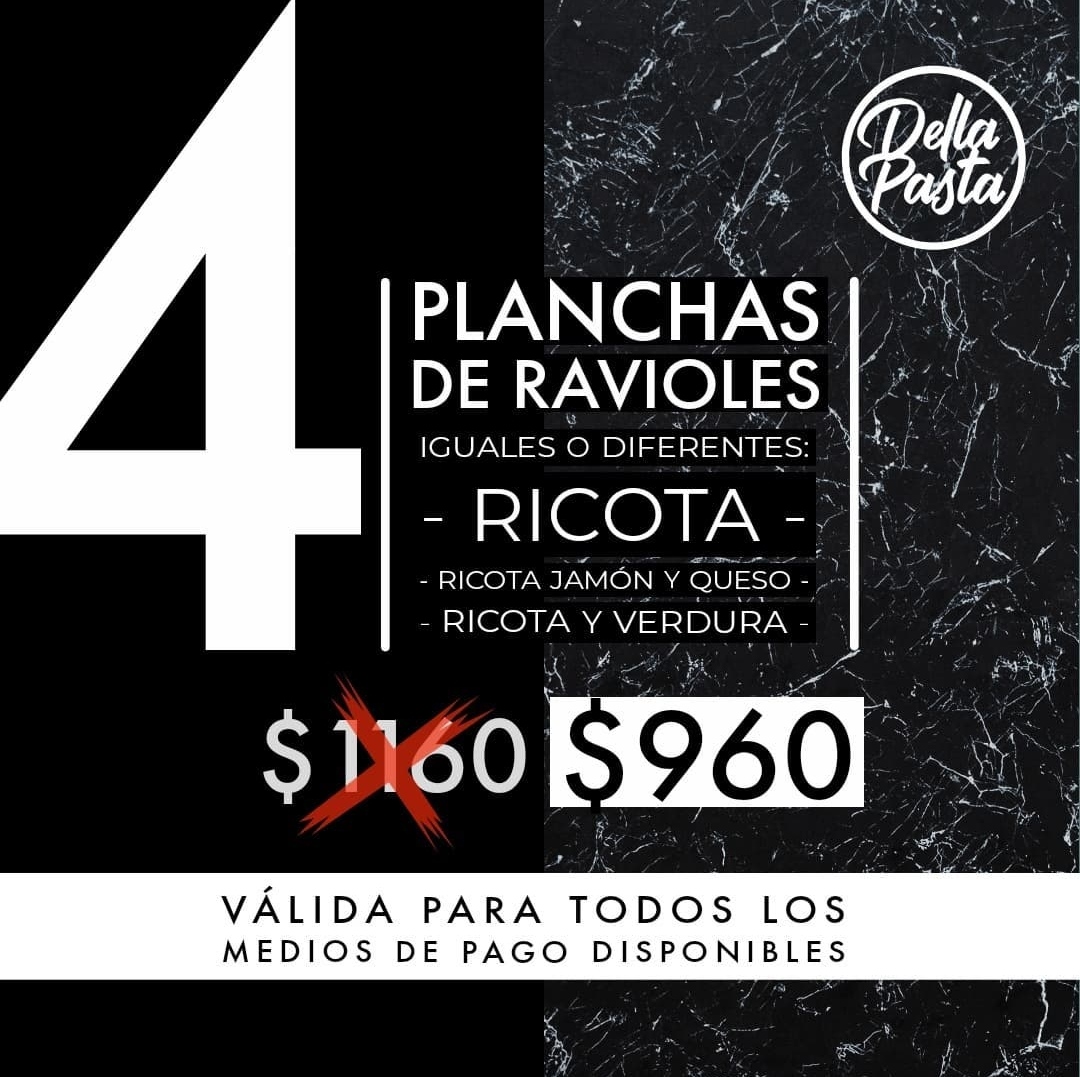 Della
Pasta
4
PLANCHAS
DE RAVIOLES
IGUALES O DIFERENTES:
- RICOTA -
- RICOTA JAMÓN Y QUESO -
- RICOTA Y VERDURA -
$1160 $960
VÁLIDA PARA TODOS LOS
MEDIOS DE PAGO DISPONIBLES